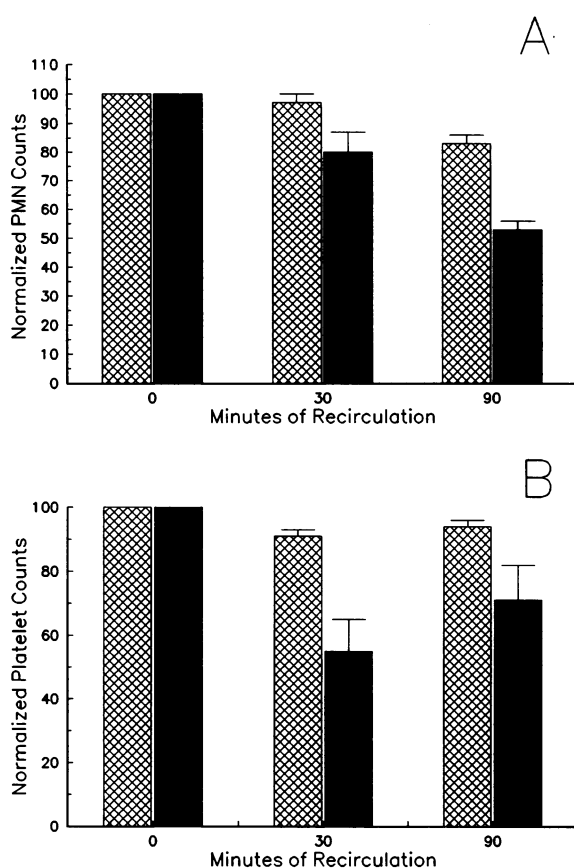 A
110
100
90
80
70
60
50
40
30
20
10
0
Normalized PMN Counts
0 30 90
Minutes of Recirculation
B
100
80
60
40
20
0
Normalized Platelet Counts
0 30 90
Minutes of Recirculation